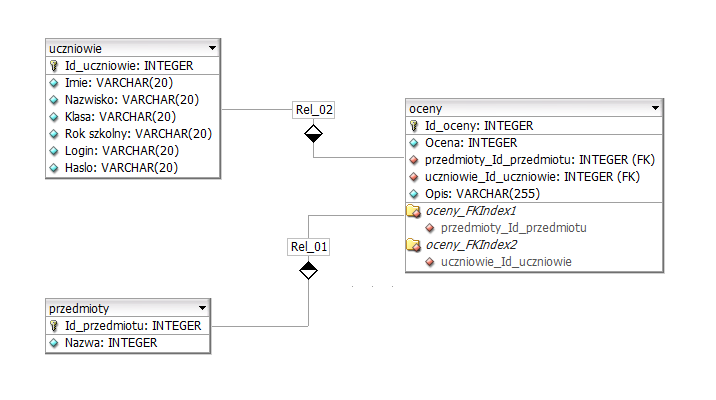 uczniowie
Id_uczniowie: INTEGER
Imie: VARCHAR(20)
Nazwisko: VARCHAR(20)
Klasa: VARCHAR(20)
Rok szkolny: VARCHAR(20)
Login: VARCHAR(20)
Haslo: VARCHAR(20)
Rel_02
oceny
Id_oceny: INTEGER
Ocena: INTEGER
przedmioty_Id_przedmiotu: INTEGER (FK)
uczniowie_Id_uczniowie: INTEGER (FK)
Opis: VARCHAR(255)
oceny_FKIndex1
przedmioty_Id_przedmiotu
oceny_FKIndex2
uczniowie_Id_uczniowie
Rel_01
przedmioty
Id_przedmiotu: INTEGER
Nazwa: INTEGER